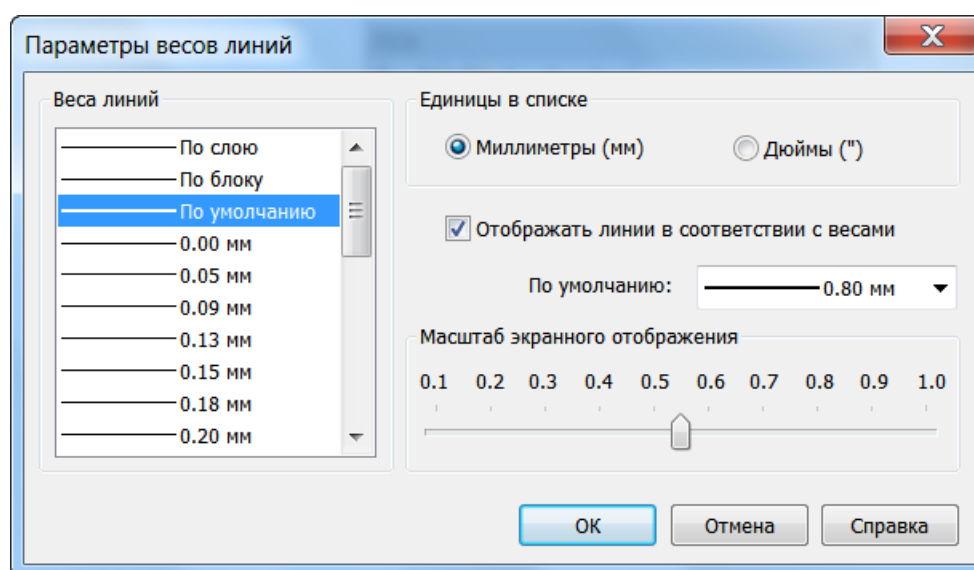 Параметры весов линий
Веса линий
По слою
По блоку
По умолчанию
0.00 мм
0.05 мм
0.09 мм
0.13 мм
0.15 мм
0.18 мм
0.20 мм
Единицы в списке
Миллиметры (мм)
Дюймы (")
Отображать линии в соответствии с весами
По умолчанию: 0.80 мм
Масштаб экранного отображения
0.1 0.2 0.3 0.4 0.5 0.6 0.7 0.8 0.9 1.0
ОК Отмена Справка